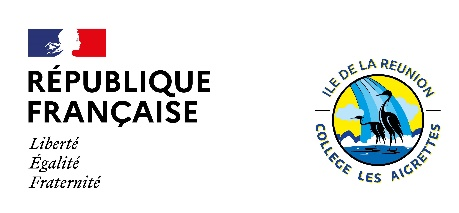 RÉPUBLIQUE
FRANÇAISE
Liberté
Égalité
Fraternité
ILE DE LA REUNION
COLLEGE LES AIGRETTES